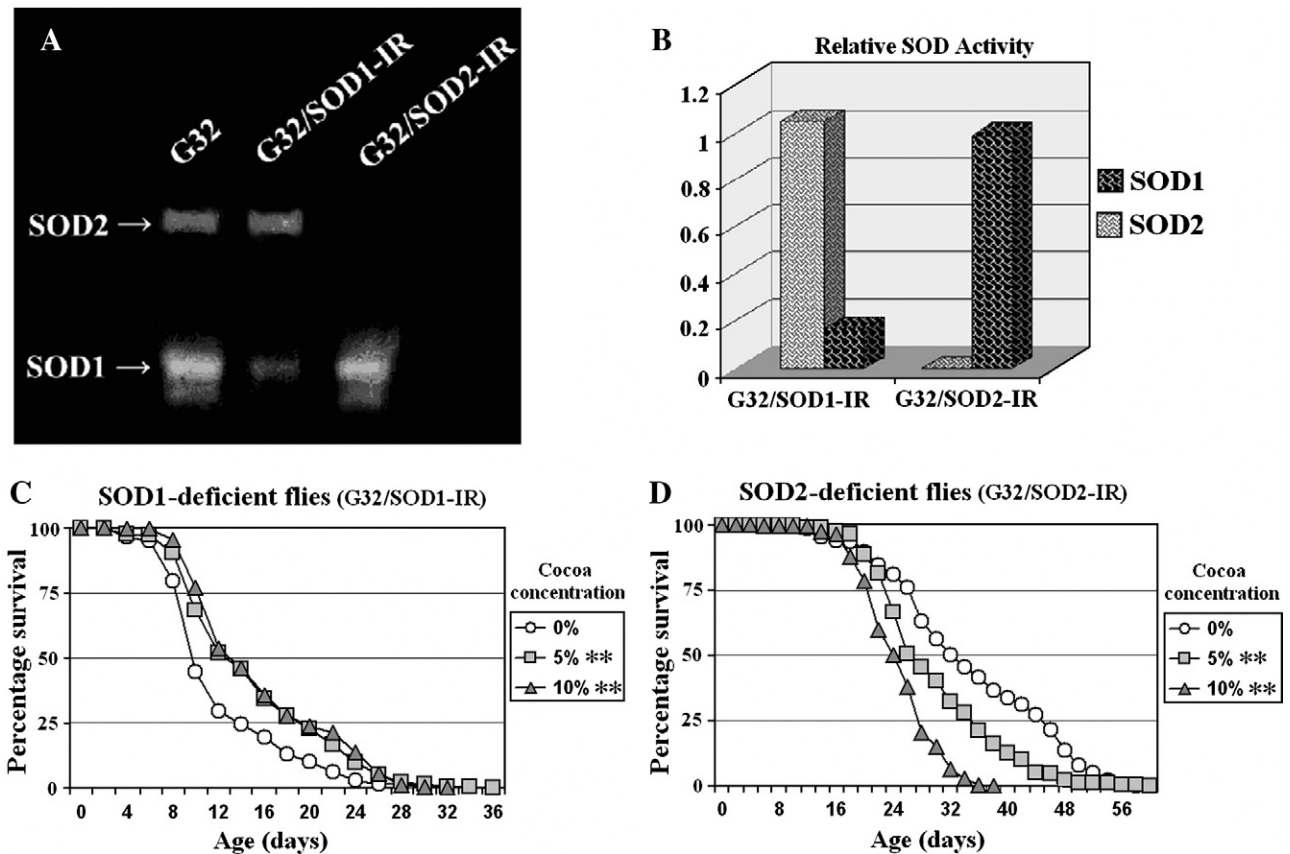 A
G32
G32/SOD1-IR
G32/SOD2-IR
SOD2 →
SOD1 →
B
Relative SOD Activity
1.2
1
0.8
0.6
0.4
0.2
0
G32/SOD1-IR
G32/SOD2-IR
SOD1
SOD2
C
SOD1-deficient flies (G32/SOD1-IR)
Percentage survival
100
75
50
25
0
0 4 8 12 16 20 24 28 32 36
Age (days)
Cocoa
concentration
0%
5% **
10% **
D
SOD2-deficient flies (G32/SOD2-IR)
Percentage survival
100
75
50
25
0
0 8 16 24 32 40 48 56
Age (days)
Cocoa
concentration
0%
5% **
10% **